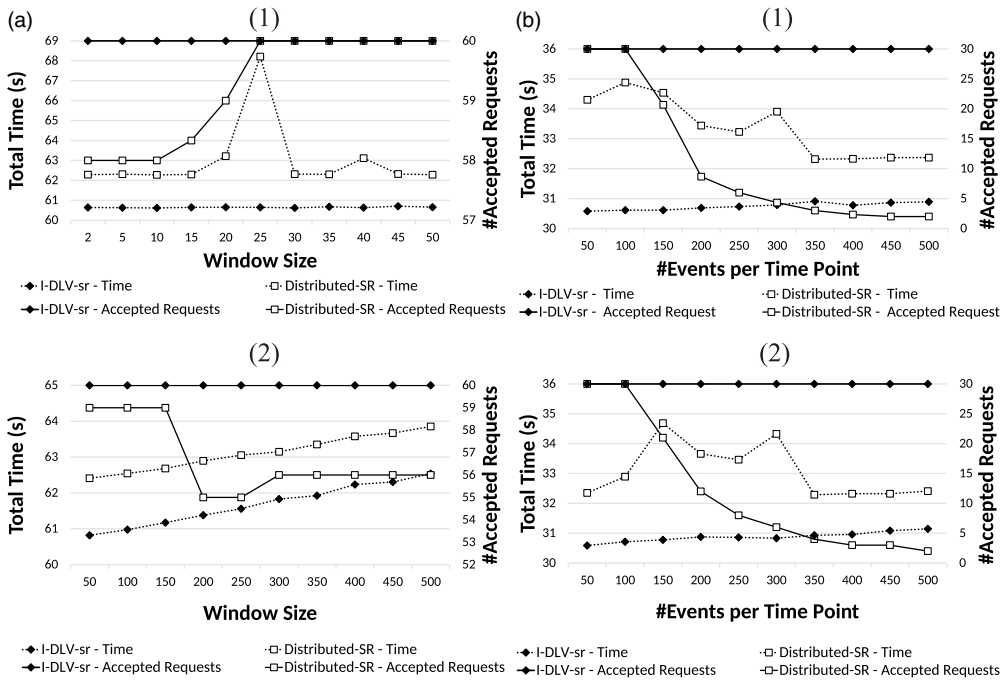 (a)
(1)
69
68
67
66
65
64
63
62
61
60
Total Time (s)
60
59
58
57
#Accepted Requests
2 5 10 15 20 25 30 35 40 45 50
Window Size
I-DLV-sr - Time
Distributed-SR - Time
I-DLV-sr - Accepted Requests
Distributed-SR - Accepted Requests
(b)
(1)
36
35
34
33
32
31
30
Total Time (s)
30
25
20
15
10
5
0
#Accepted Requests
50 100 150 200 250 300 350 400 450 500
#Events per Time Point
I-DLV-sr - Time
Distributed-SR - Time
I-DLV-sr - Accepted Request
Distributed-SR - Accepted Request
(2)
65
64
63
62
61
60
Total Time (s)
60
59
58
57
56
55
54
53
52
#Accepted Requests
50 100 150 200 250 300 350 400 450 500
Window Size
I-DLV-sr - Time
Distributed-SR - Time
I-DLV-sr - Accepted Requests
Distributed-SR - Accepted Requests
(2)
36
35
34
33
32
31
30
Total Time (s)
30
25
20
15
10
5
0
#Accepted Requests
50 100 150 200 250 300 350 400 450 500
#Events per Time Point
I-DLV-sr - Time
Distributed-SR - Time
I-DLV-sr - Accepted Requests
Distributed-SR - Accepted Requests